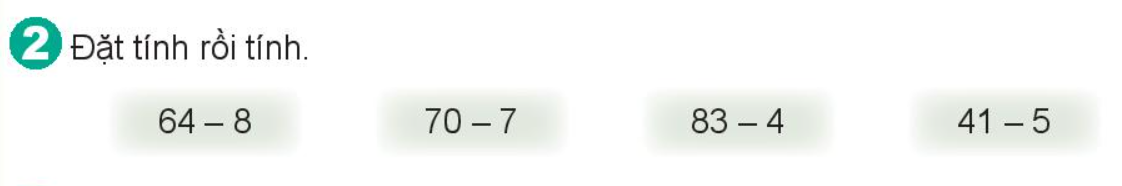 2 Đặt tính rồi tính.
64 – 8 70 – 7 83 – 4 41 – 5